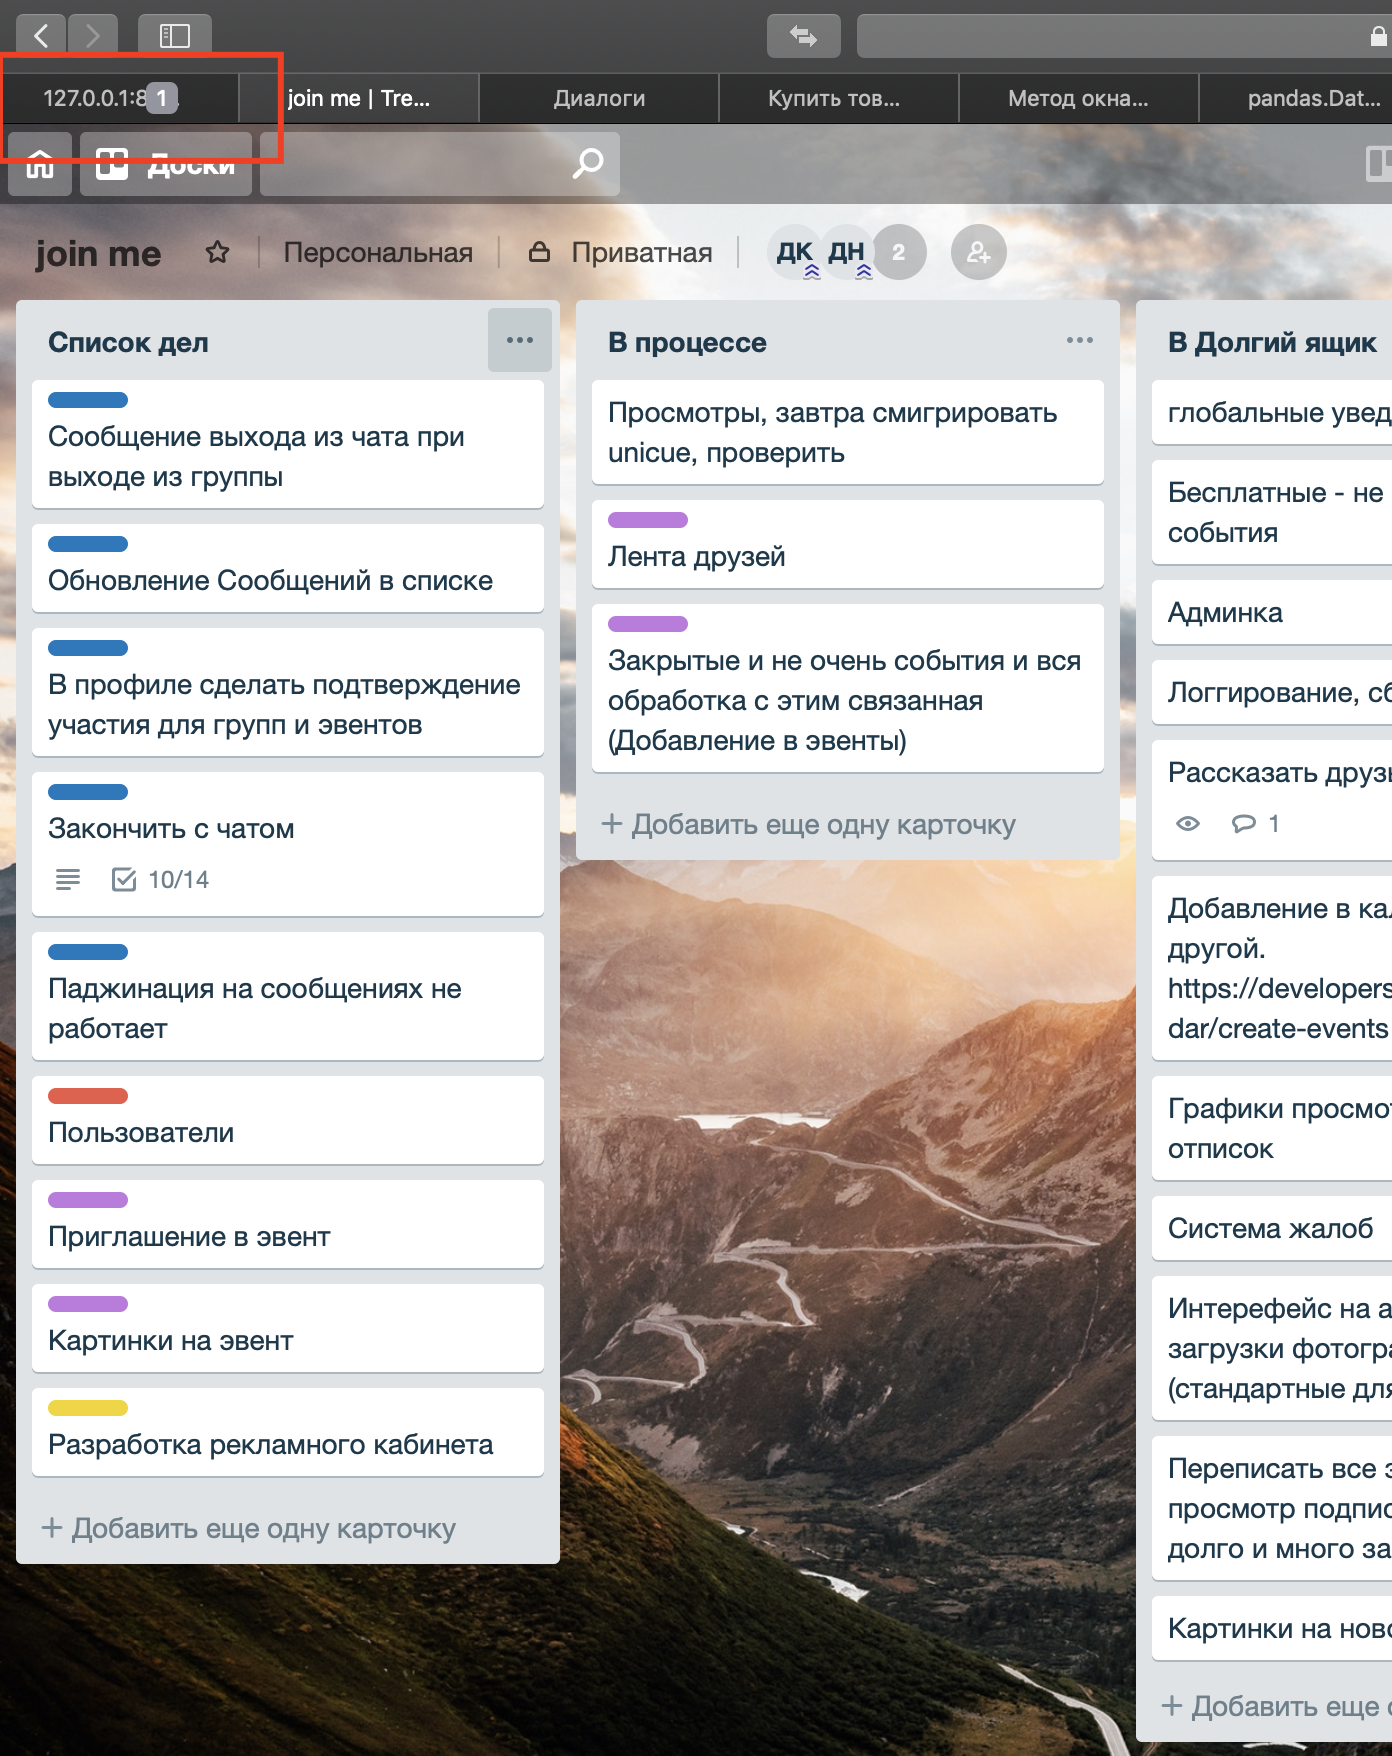 127.0.0.1:8
1
join me | Tre...
Диалоги
Купить тов...
Метод окна...
pandas.Dat...
Доски
join me
Персональная
Приватная
ДК
ДН
2
Список дел
Сообщение выхода из чата при
выходе из группы
Обновление Сообщений в списке
В профиле сделать подтверждение
участия для групп и эвентов
Закончить с чатом
10/14
Паджинация на сообщениях не
работает
Пользователи
Приглашение в эвент
Картинки на эвент
Разработка рекламного кабинета
+ Добавить еще одну карточку
В процессе
Просмотры, завтра смигрировать
unicue, проверить
Лента друзей
Закрытые и не очень события и вся
обработка с этим связанная
(Добавление в эвенты)
+ Добавить еще одну карточку
В Долгий ящик
глобальные увед
Бесплатные - не
события
Админка
Логгирование, сб
Рассказать друзь
1
Добавление в кал
другой.
https://developers
dar/create-events
Графики просмот
отписок
Система жалоб
Интерефейс на а
загрузки фотогра
(стандартные для
Переписать все з
просмотр подпис
долго и много за
Картинки на ново
+ Добавить еще о